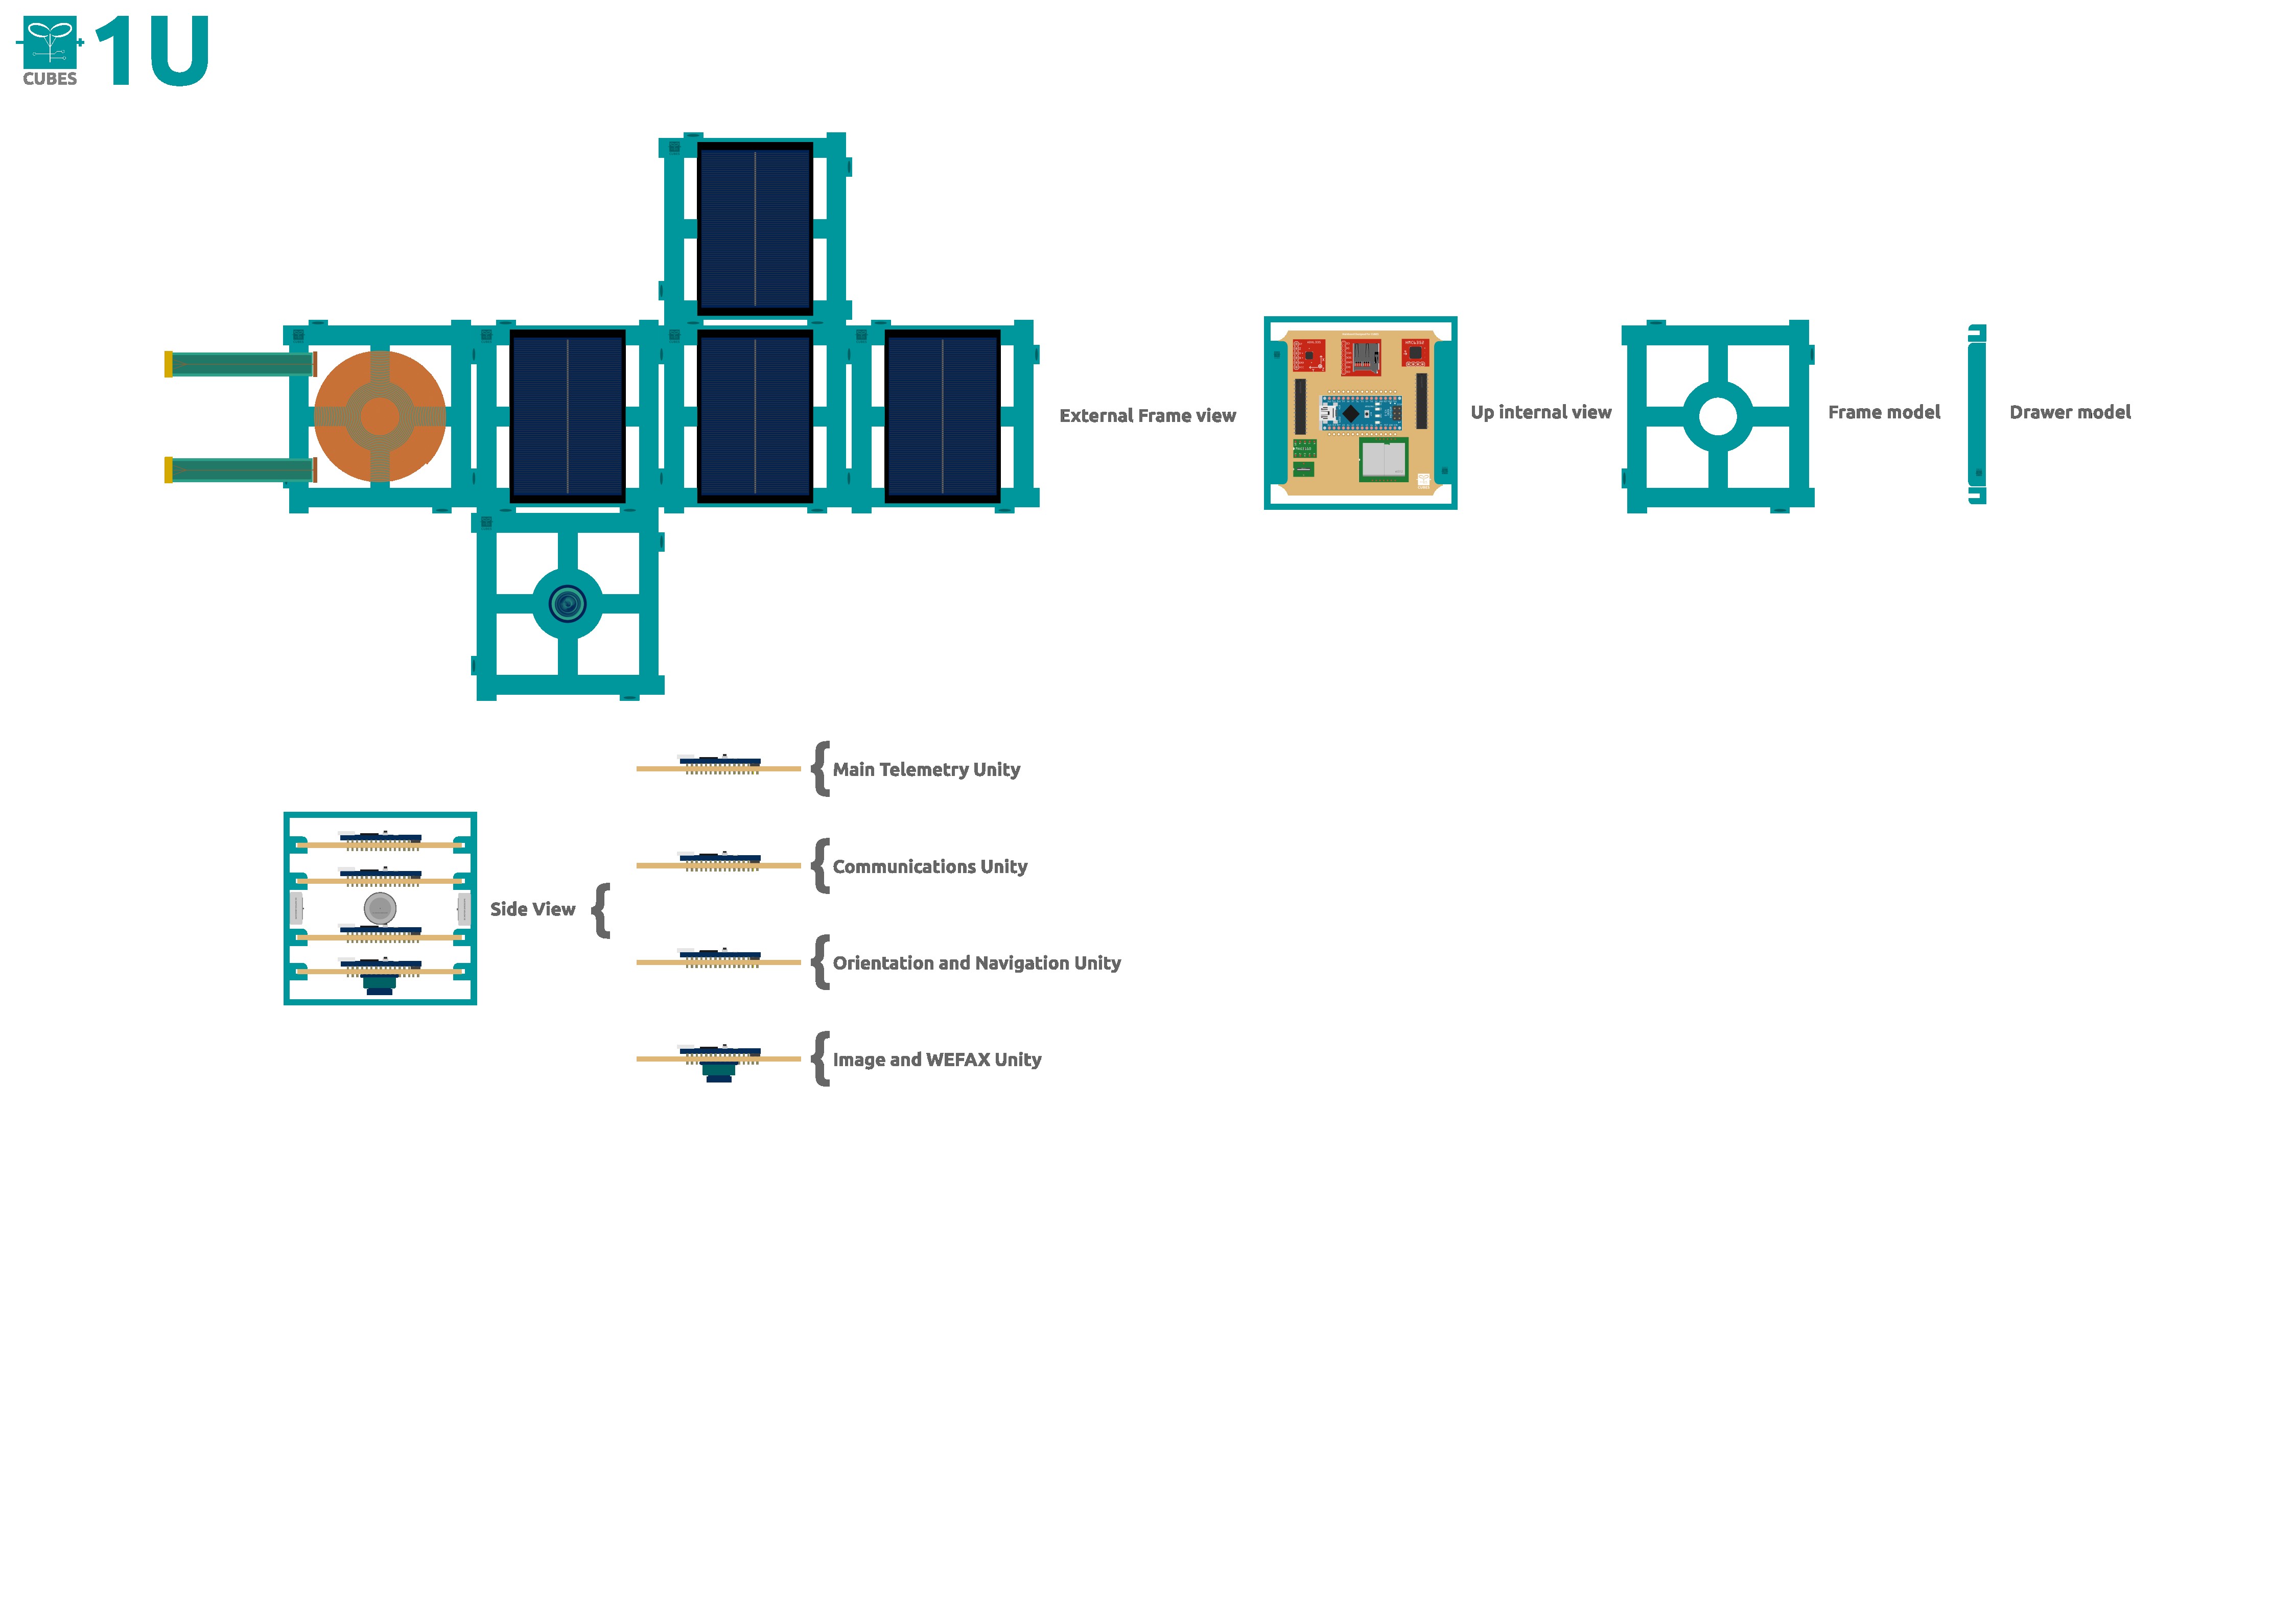 CUBES
1U
HMC1352
External Frame view
Up internal view
Frame model
Drawer model
Main Telemetry Unity
Communications Unity
Side View
Orientation and Navigation Unity
Image and WEFAX Unity